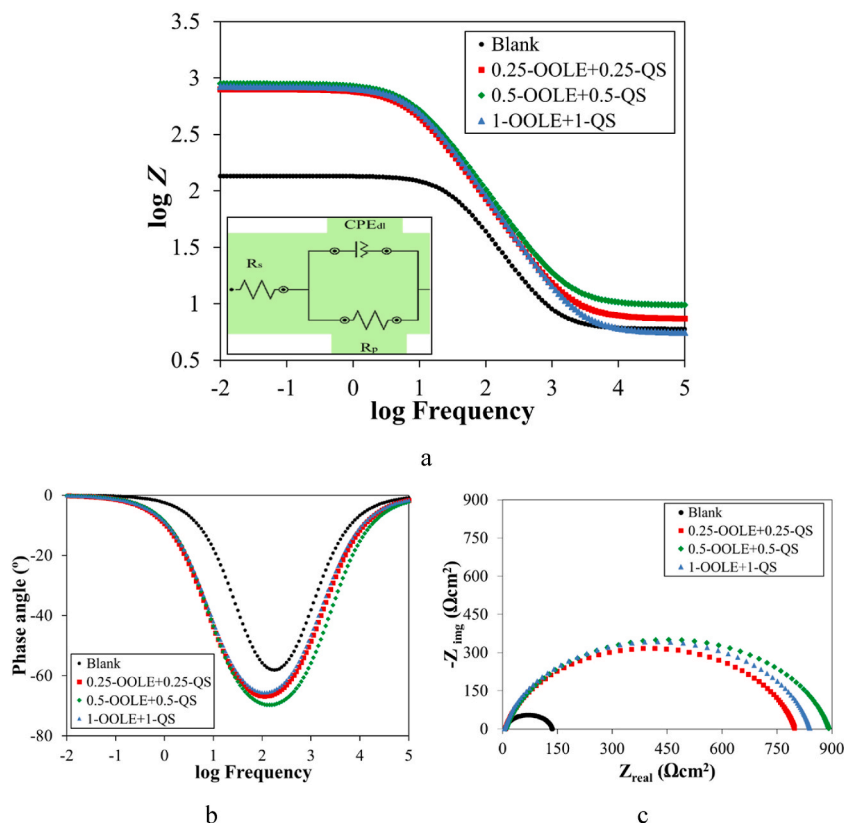 3.5
3
2.5
2
1.5
1
0.5
log Z
Blank
0.25-OOLE+0.25-QS
0.5-OOLE+0.5-QS
1-OOLE+1-QS
CPEdl
Rs
Rp
-2 -1 0 1 2 3 4 5
log Frequency
a
0
-20
-40
-60
-80
Phase angle (°)
Blank
0.25-OOLE+0.25-QS
0.5-OOLE+0.5-QS
1-OOLE+1-QS
-2 -1 0 1 2 3 4 5
log Frequency
b
900
750
600
450
300
150
0
-Z img (Ωcm²)
Blank
0.25-OOLE+0.25-QS
0.5-OOLE+0.5-QS
1-OOLE+1-QS
0 150 300 450 600 750 900
Zreal (Ωcm²)
c